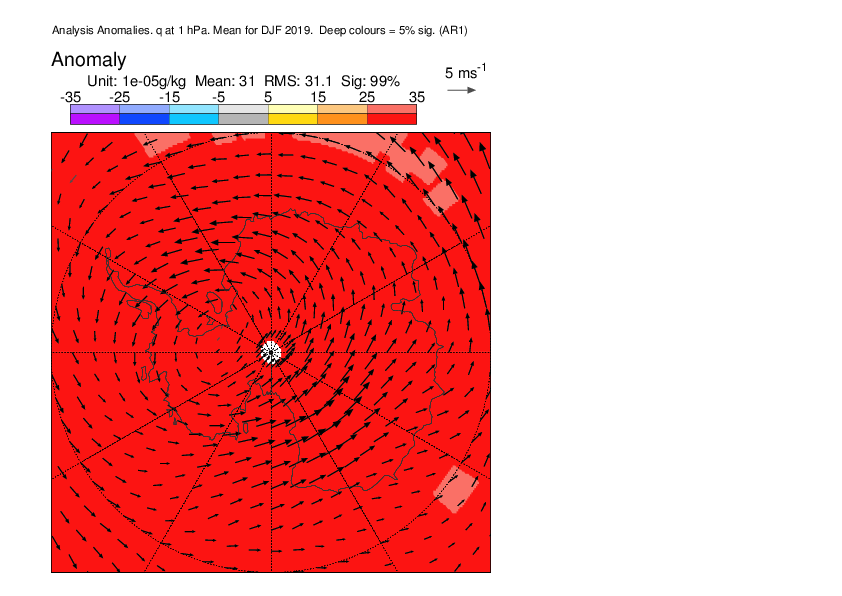 Analysis Anomalies. q at 1 hPa. Mean for DJF 2019.  Deep colours = 5% sig. (AR1)
Anomaly
5 ms-1
Unit: 1e-05g/kg  Mean: 31  RMS: 31.1  Sig: 99%
-35 -25 -15 -5 5 15 25 35